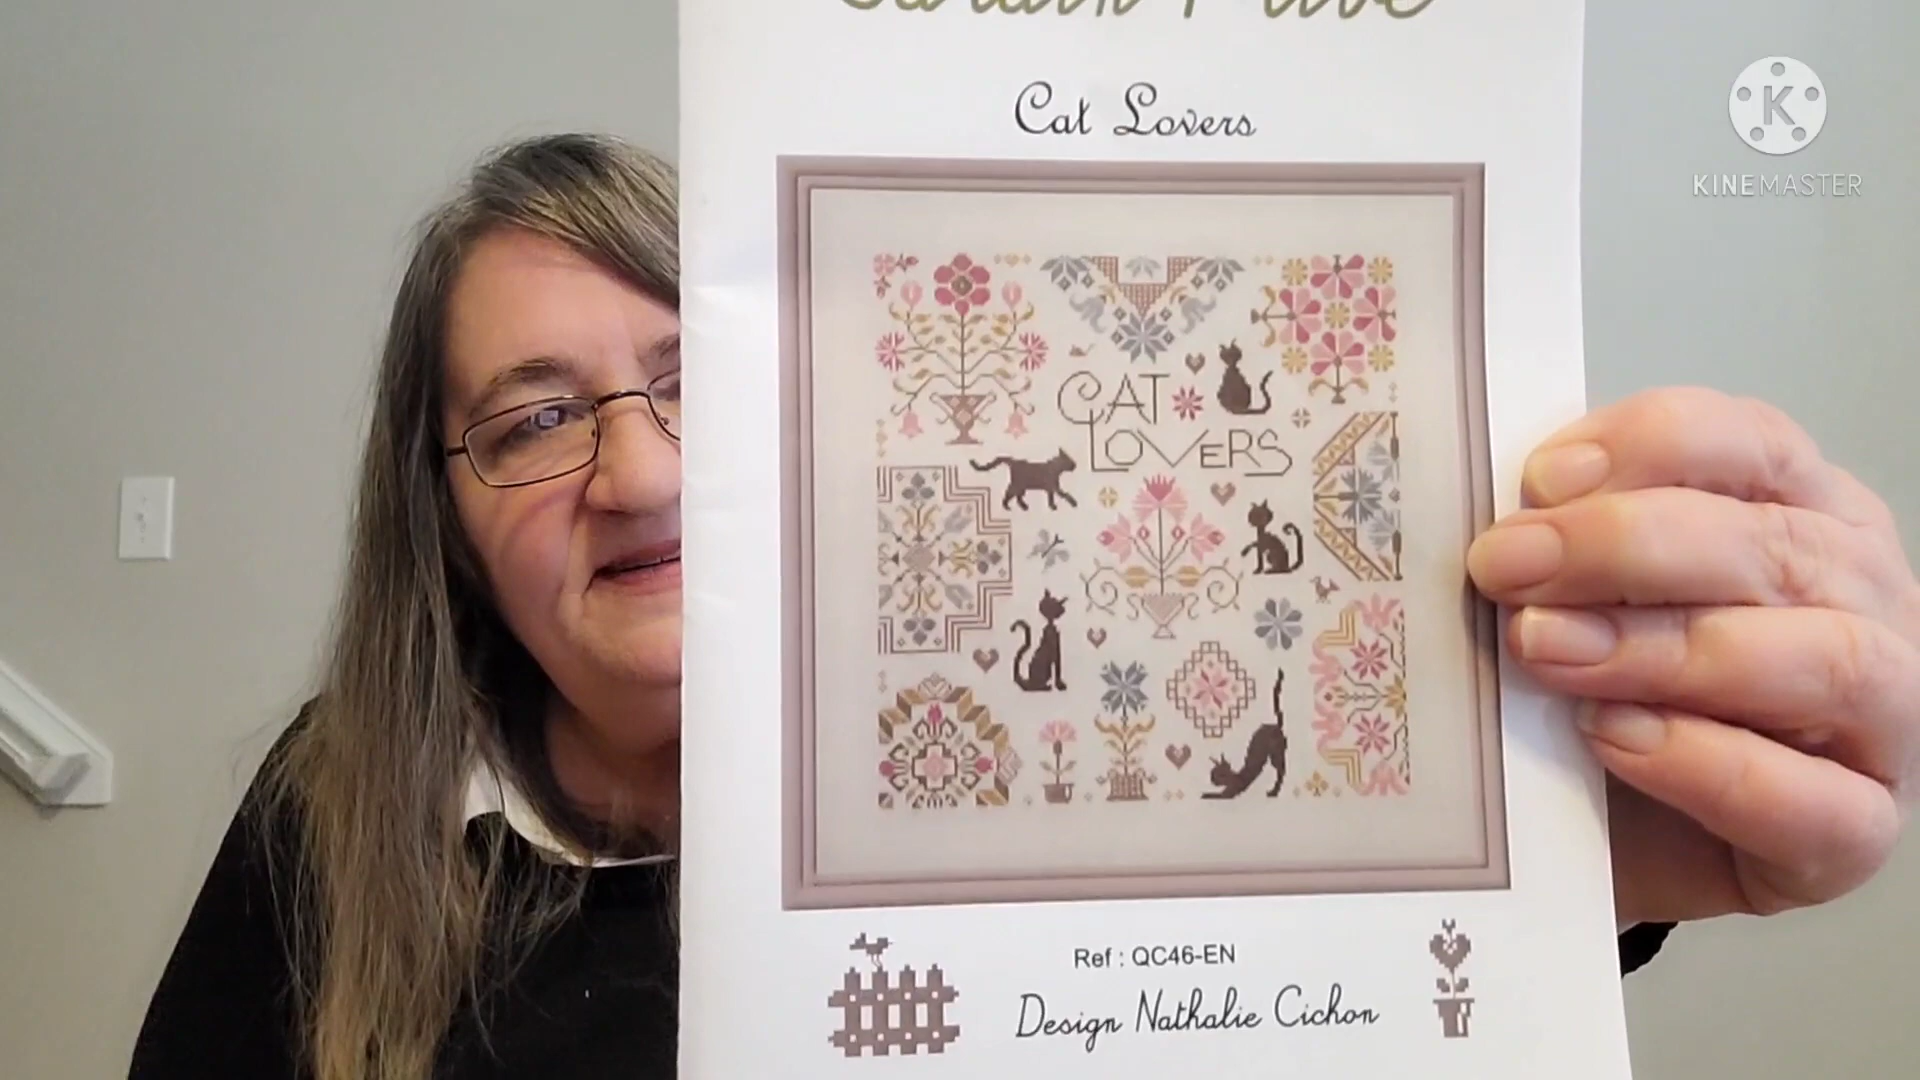 Cat Lovers
KINEMASTER
CAT
LOVERS
Ref : QC46-EN
Design Nathalie Cichon